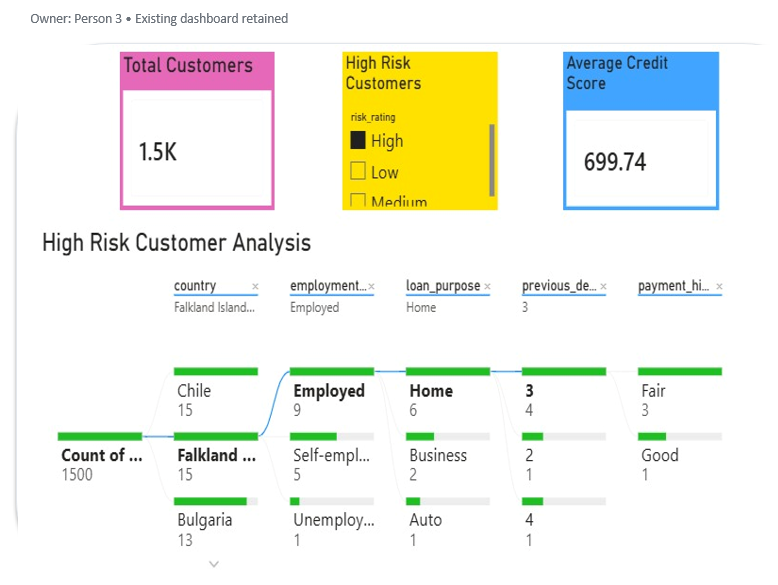 Owner: Person 3 • Existing dashboard retained
Total Customers
1.5K
High Risk
Customers
risk_rating
High
Low
Medium
Average Credit
Score
699.74
High Risk Customer Analysis
country × employment... × loan_purpose × previous_de... × payment_hi... ×
Falkland Island... Employed Home 3
Chile Employed Home 3 Fair
15 9 6 4 3
Count of ... Falkland ... Self-empl... Business 2 Good
1500 15 5 2 1 1
Bulgaria Unemploy... Auto 4
13 1 1 1